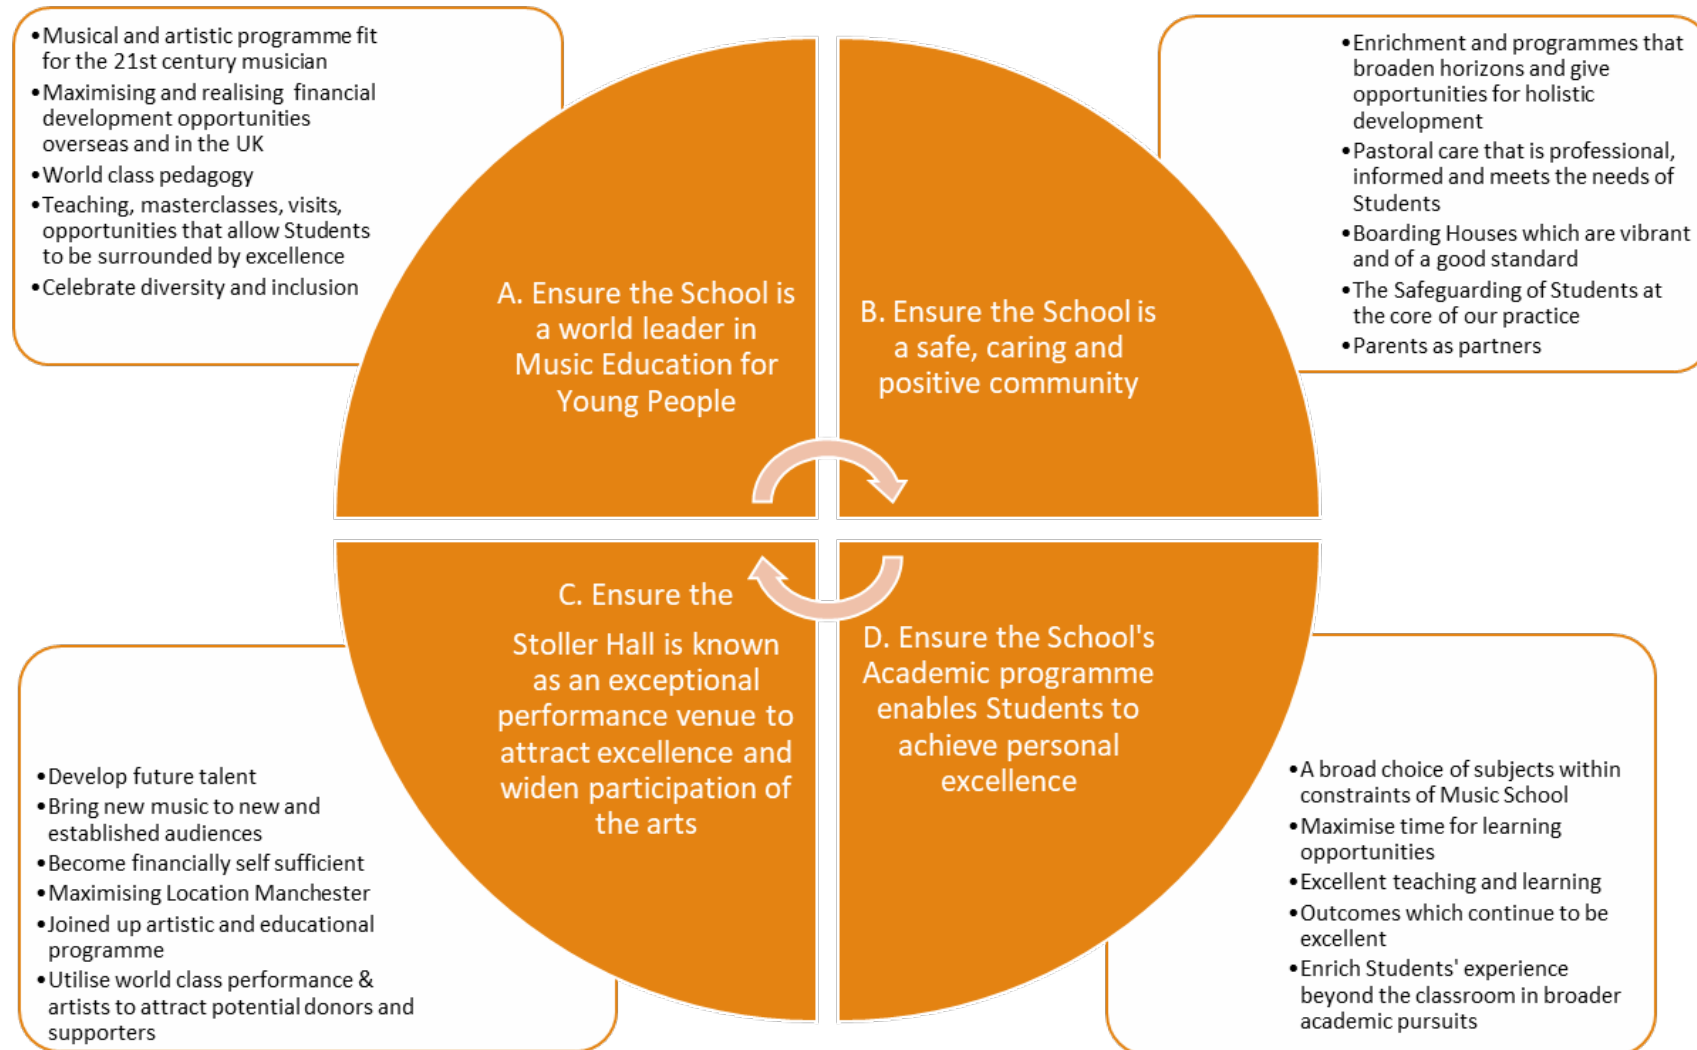 •Musical and artistic programme fit
for the 21st century musician
•Maximising and realising financial
development opportunities
overseas and in the UK
•World class pedagogy
•Teaching, masterclasses, visits,
opportunities that allow Students
to be surrounded by excellence
•Celebrate diversity and inclusion
•Enrichment and programmes that
broaden horizons and give
opportunities for holistic
development
•Pastoral care that is professional,
informed and meets the needs of
Students
•Boarding Houses which are vibrant
and of a good standard
•The Safeguarding of Students at
the core of our practice
•Parents as partners
A. Ensure the School is
a world leader in
Music Education for
Young People
B. Ensure the School is
a safe, caring and
positive community
C. Ensure the
Stoller Hall is known
as an exceptional
performance venue to
attract excellence and
widen participation of
the arts
D. Ensure the School's
Academic programme
enables Students to
achieve personal
excellence
•Develop future talent
•Bring new music to new and
established audiences
•Become financially self sufficient
•Maximising Location Manchester
•Joined up artistic and educational
programme
•Utilise world class performance &
artists to attract potential donors and
supporters
•A broad choice of subjects within
constraints of Music School
•Maximise time for learning
opportunities
•Excellent teaching and learning
•Outcomes which continue to be
excellent
•Enrich Students' experience
beyond the classroom in broader
academic pursuits